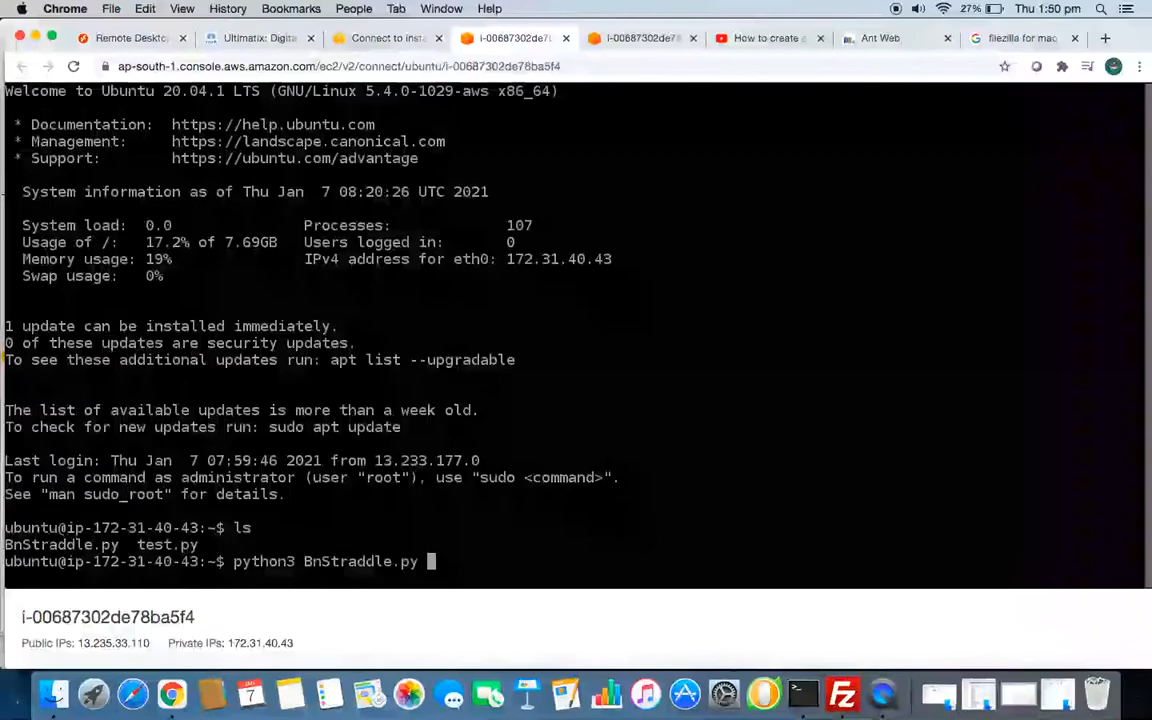 Chrome File Edit View History Bookmarks People Tab Window Help 27% Thu 1:50 pm
Remote Deskto Ultimatix: Digita Connect to insta i-00687302de78 i-00687302de78 How to create a Ant Web filezilla for mac
ap-south-1.console.aws.amazon.com/ec2/v2/connect/ubuntu/i-00687302de78ba5f4
Welcome to Ubuntu 20.04.1 LTS (GNU/Linux 5.4.0-1029-aws x86_64)
* Documentation: https://help.ubuntu.com
* Management: https://landscape.canonical.com
* Support: https://ubuntu.com/advantage
System information as of Thu Jan 7 08:20:26 UTC 2021
System load: 0.0 Processes: 107
Usage of /: 17.2% of 7.69GB Users logged in: 0
Memory usage: 19% IPv4 address for eth0: 172.31.40.43
Swap usage: 0%
1 update can be installed immediately.
0 of these updates are security updates.
To see these additional updates run: apt list --upgradable
The list of available updates is more than a week old.
To check for new updates run: sudo apt update
Last login: Thu Jan 7 07:59:46 2021 from 13.233.177.0
To run a command as administrator (user "root"), use "sudo <command>".
See "man sudo_root" for details.
ubuntu@ip-172-31-40-43:~$ ls
BnStraddle.py test.py
ubuntu@ip-172-31-40-43:~$ python3 BnStraddle.py
i-00687302de78ba5f4
Public IPs: 13.235.33.110 Private IPs: 172.31.40.43